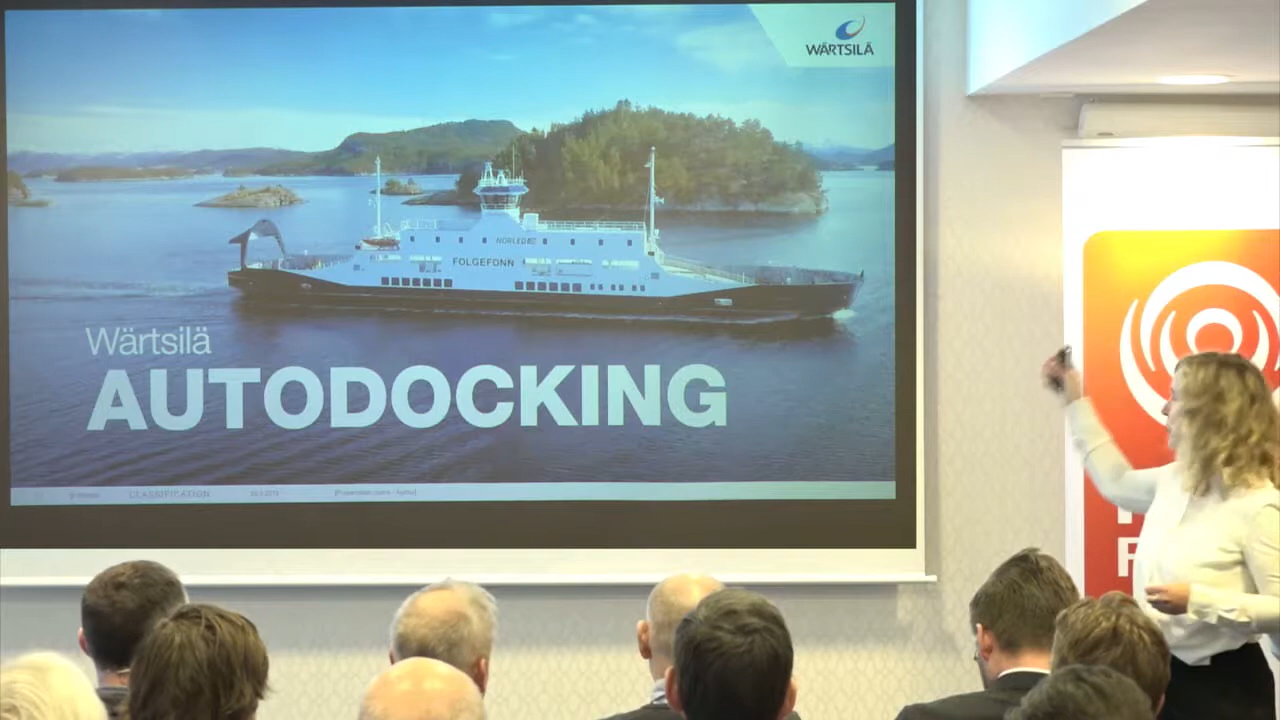 WÄRTSILÄ
NORLED
FOLGEFONN
Wärtsilä
AUTODOCKING
CLASSIFICATION